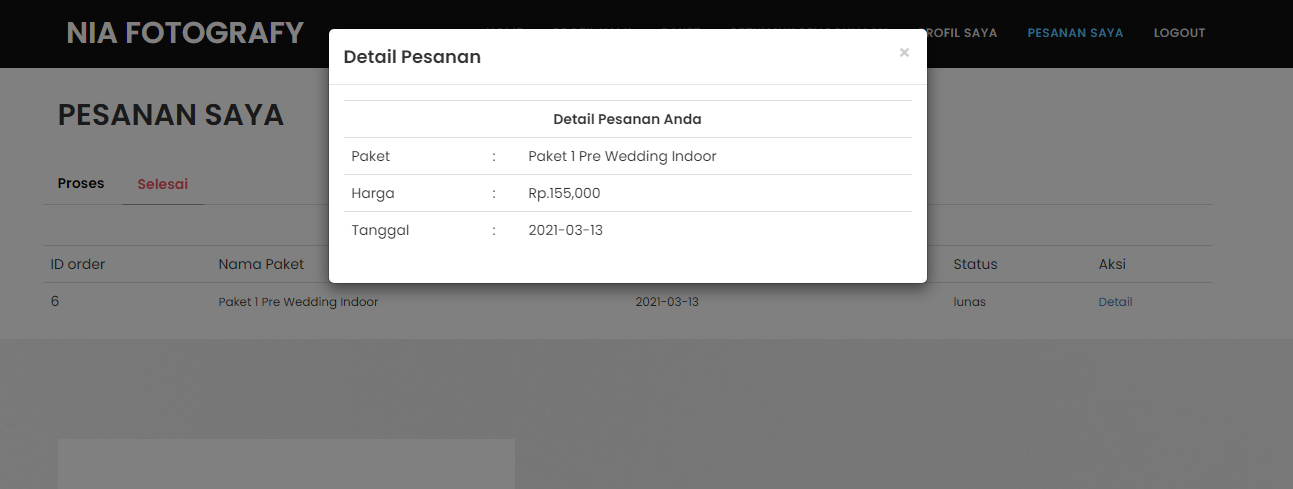 NIA FOTOGRAFY
ROFIL SAYA PESANAN SAYA LOGOUT
Detail Pesanan ×
PESANAN SAYA
Detail Pesanan Anda
Paket : Paket 1 Pre Wedding Indoor
Proses Selesai
Harga : Rp.155,000
Tanggal : 2021-03-13
ID order Nama Paket Status Aksi
6 Paket 1 Pre Wedding Indoor 2021-03-13 lunas Detail